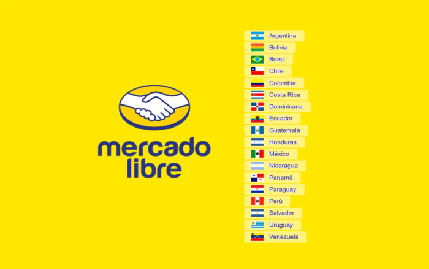 mercado
libre
Argentina
Bolivia
Brasil
Chile
Colombia
Costa Rica
Dominicana
Ecuador
Guatemala
Honduras
México
Nicaragua
Panamá
Paraguay
Perú
Salvador
Uruguay
Venezuela